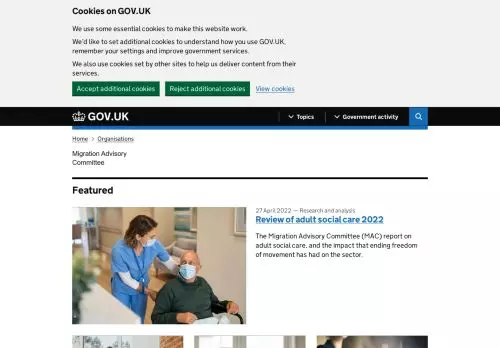 Cookies on GOV.UK
We use some essential cookies to make this website work.
We'd like to set additional cookies to understand how you use GOV.UK,
remember your settings and improve government services.
We also use cookies set by other sites to help us deliver content from their
services.
Accept additional cookies Reject additional cookies View cookies
GOV.UK Topics Government activity
Home > Organisations
Migration Advisory
Committee
Featured
27 April 2022 — Research and analysis
Review of adult social care 2022
The Migration Advisory Committee (MAC) report on
adult social care, and the impact that ending freedom
of movement has had on the sector.